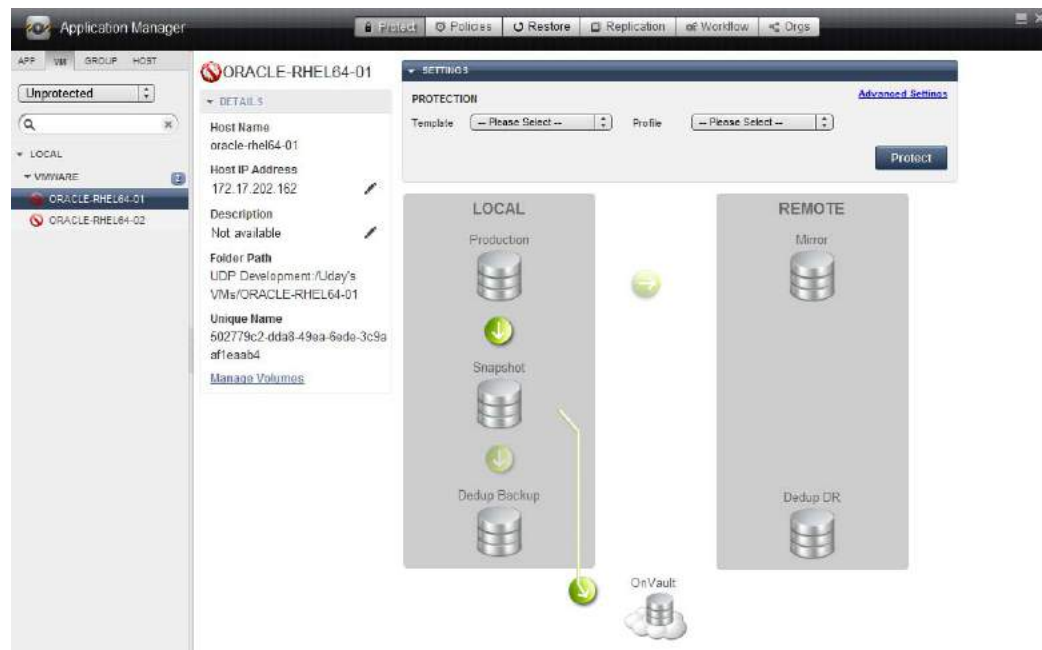 Application Manager
Protect
Policies
Restore
Replication
Workflow
Orgs
APP
VM
GROUP
HOST
Unprotected
LOCAL
VMWARE
ORACLE-RHEL64-01
ORACLE-RHEL64-02
ORACLE-RHEL64-01
DETAILS
Host Name
oracle-rhel64-01
Host IP Address
172.17.202.162
Description
Not available
Folder Path
UDP Development:/Uday's
VMs/ORACLE-RHEL64-01
Unique Name
502779c2-dda8-49ea-6ede-3c9a
af1eaab4
Manage Volumes
SETTINGS
PROTECTION
Advanced Settings
Template
-- Please Select --
Profile
-- Please Select --
Protect
LOCAL
Production
Snapshot
Dedup Backup
REMOTE
Mirror
Dedup DR
OnVault